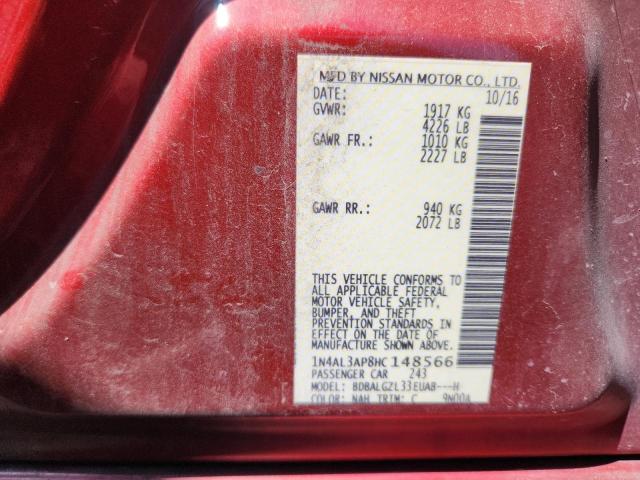 MFD BY NISSAN MOTOR CO., LTD.
DATE: 10/16
GVWR: 1917 KG
4226 LB
GAWR FR.: 1010 KG
2227 LB
GAWR RR.: 940 KG
2072 LB
THIS VEHICLE CONFORMS TO
ALL APPLICABLE FEDERAL
MOTOR VEHICLE SAFETY,
BUMPER, AND THEFT
PREVENTION STANDARDS IN
EFFECT ON THE DATE OF
MANUFACTURE SHOWN ABOVE.
1N4AL3AP8HC148566
PASSENGER CAR 243
MODEL: BDBALGZL33EUAB---H
COLOR: NAH TRIM: C 9N00A